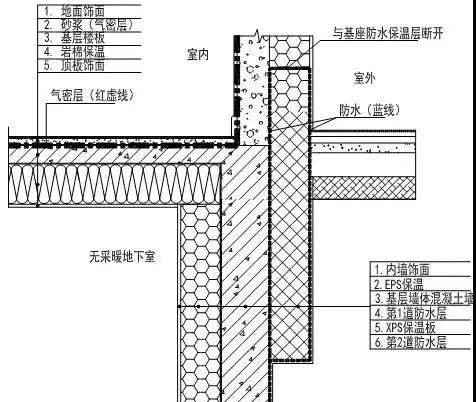 1. 地面饰面
2. 砂浆（气密层）
3. 基层楼板
4. 岩棉保温
5. 顶板饰面
室内
与基座防水保温层断开
室外
气密层（红虚线）
防水（蓝线）
无采暖地下室
1. 内墙饰面
2. EPS保温
3. 基层墙体混凝土墙
4. 第1道防水层
5. XPS保温板
6. 第2道防水层